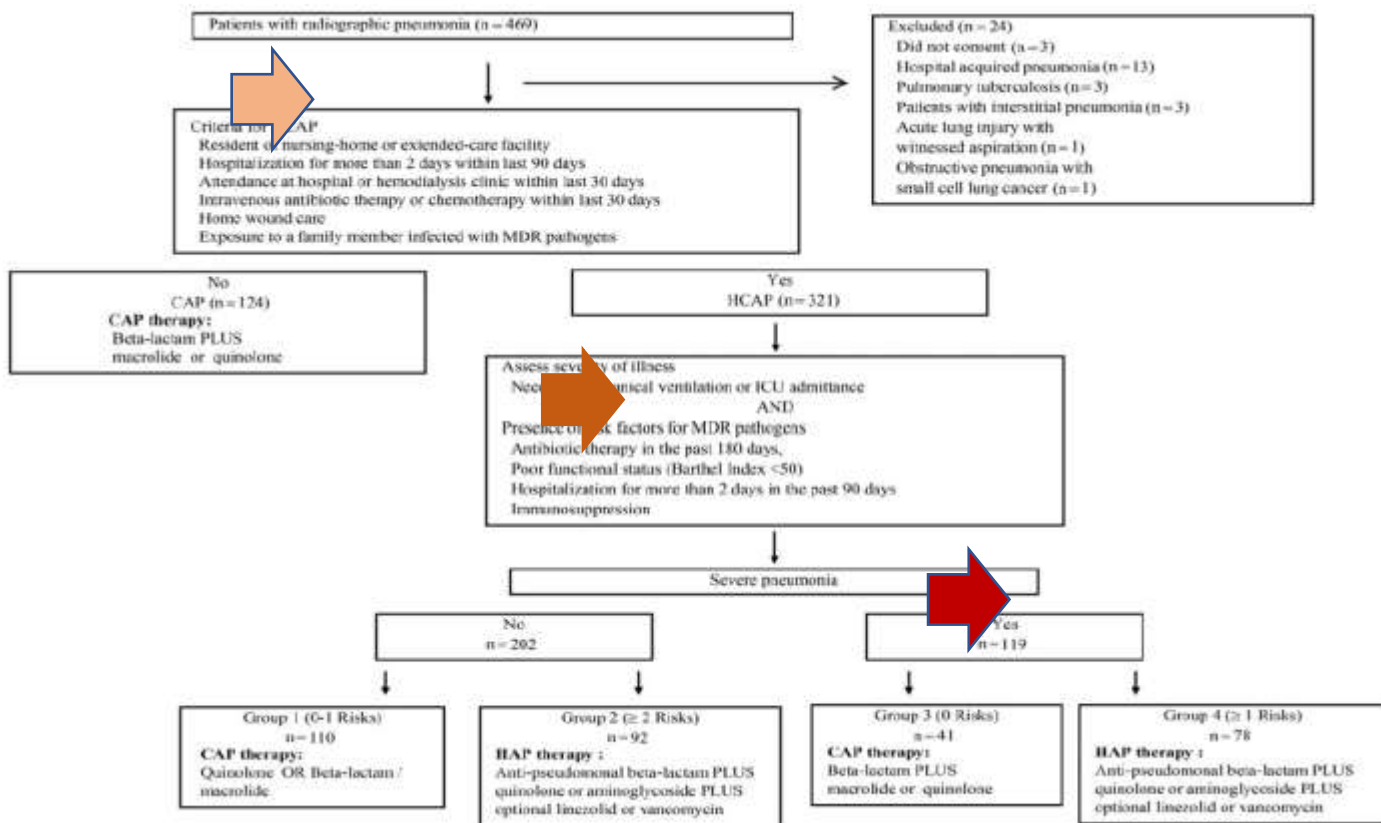 Patients with radiographic pneumonia (n=469)
Excluded (n=24)
Did not consent (n=3)
Hospital acquired pneumonia (n=13)
Pulmonary tuberculosis (n=3)
Patients with interstitial pneumonia (n=3)
Acute lung injury with
witnessed aspiration (n=1)
Obstructive pneumonia with
small cell lung cancer (n=1)
Criteria for AP
Resident of nursing-home or extended-care facility
Hospitalization for more than 2 days within last 90 days
Attendance at hospital or hemodialysis clinic within last 30 days
Intravenous antibiotic therapy or chemotherapy within last 30 days
Home wound care
Exposure to a family member infected with MDR pathogens
No
CAP (n=124)
CAP therapy:
Beta-lactam PLUS
macrolide or quinolone
Yes
HCAP (n=321)
Assess severity of illness
Need anical ventilation or ICU admittance
AND
Presence of risk factors for MDR pathogens
Antibiotic therapy in the past 180 days,
Poor functional status (Barthel Index <50)
Hospitalization for more than 2 days in the past 90 days
Immunosuppression
Severe pneumonia
No
n=202
Yes
n=119
Group 1 (0-1 Risks)
n=110
CAP therapy:
Quinolone OR Beta-lactam /
macrolide
Group 2 (≥ 2 Risks)
n=92
HAP therapy :
Anti-pseudomonal beta-lactam PLUS
quinolone or aminoglycoside PLUS
optional linezolid or vancomycin
Group 3 (0 Risks)
n=41
CAP therapy:
Beta-lactam PLUS
macrolide or quinolone
Group 4 (≥ 1 Risks)
n=78
HAP therapy :
Anti-pseudomonal beta-lactam PLUS
quinolone or aminoglycoside PLUS
optional linezolid or vancomycin